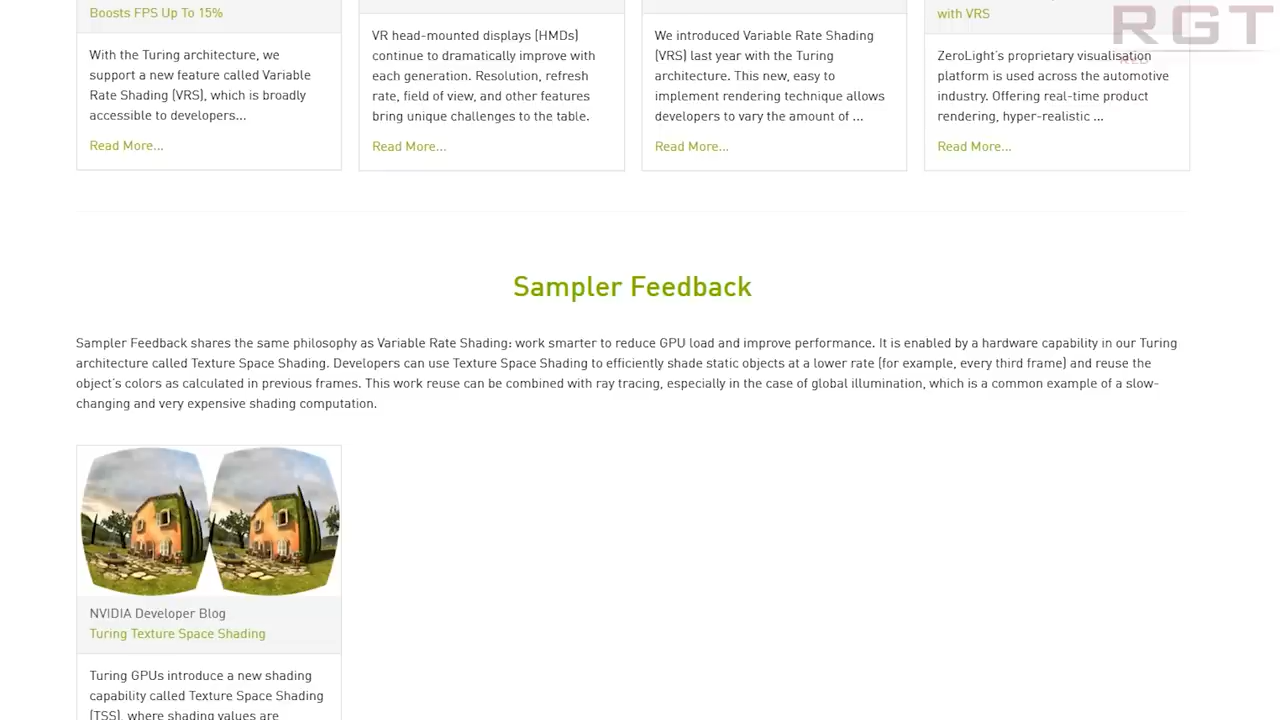 Boosts FPS Up To 15%
With the Turing architecture, we
support a new feature called Variable
Rate Shading (VRS), which is broadly
accessible to developers...
Read More...
VR head-mounted displays (HMDs)
continue to dramatically improve with
each generation. Resolution, refresh
rate, field of view, and other features
bring unique challenges to the table.
Read More...
We introduced Variable Rate Shading
(VRS) last year with the Turing
architecture. This new, easy to
implement rendering technique allows
developers to vary the amount of ...
Read More...
with VRS
ZeroLight's proprietary visualisation
platform is used across the automotive
industry. Offering real-time product
rendering, hyper-realistic ...
Read More...
RGT
Sampler Feedback
Sampler Feedback shares the same philosophy as Variable Rate Shading: work smarter to reduce GPU load and improve performance. It is enabled by a hardware capability in our Turing
architecture called Texture Space Shading. Developers can use Texture Space Shading to efficiently shade static objects at a lower rate (for example, every third frame) and reuse the
object's colors as calculated in previous frames. This work reuse can be combined with ray tracing, especially in the case of global illumination, which is a common example of a slow-
changing and very expensive shading computation.
NVIDIA Developer Blog
Turing Texture Space Shading
Turing GPUs introduce a new shading
capability called Texture Space Shading
(TSS), where shading values are